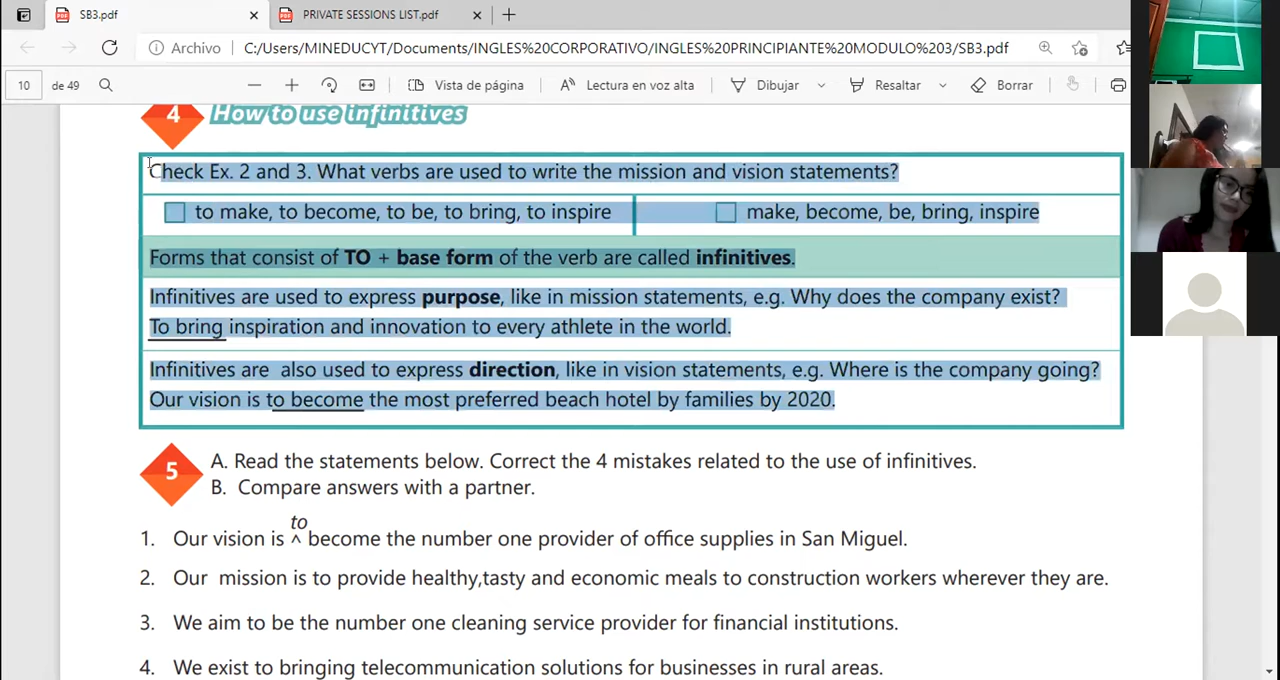 SB3.pdf
PRIVATE SESSIONS LIST.pdf
Archivo
C:/Users/MINEDUCYT/Documents/INGLES%20CORPORATIVO/INGLES%20PRINCIPIANTE%20MODULO%203/SB3.pdf
10 de 49
Vista de página
Lectura en voz alta
Dibujar
Resaltar
Borrar
4 How to use infinitives
Check Ex. 2 and 3. What verbs are used to write the mission and vision statements?
to make, to become, to be, to bring, to inspire
make, become, be, bring, inspire
Forms that consist of TO + base form of the verb are called infinitives.
Infinitives are used to express purpose, like in mission statements, e.g. Why does the company exist?
To bring inspiration and innovation to every athlete in the world.
Infinitives are also used to express direction, like in vision statements, e.g. Where is the company going?
Our vision is to become the most preferred beach hotel by families by 2020.
5
A. Read the statements below. Correct the 4 mistakes related to the use of infinitives.
B. Compare answers with a partner.
to
1. Our vision is ^ become the number one provider of office supplies in San Miguel.
2. Our mission is to provide healthy,tasty and economic meals to construction workers wherever they are.
3. We aim to be the number one cleaning service provider for financial institutions.
4. We exist to bringing telecommunication solutions for businesses in rural areas.